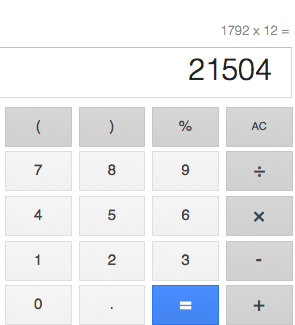 1792 x 12 =
21504
( ) % AC
7 8 9 ÷
4 5 6 ×
1 2 3 -
0 . = +